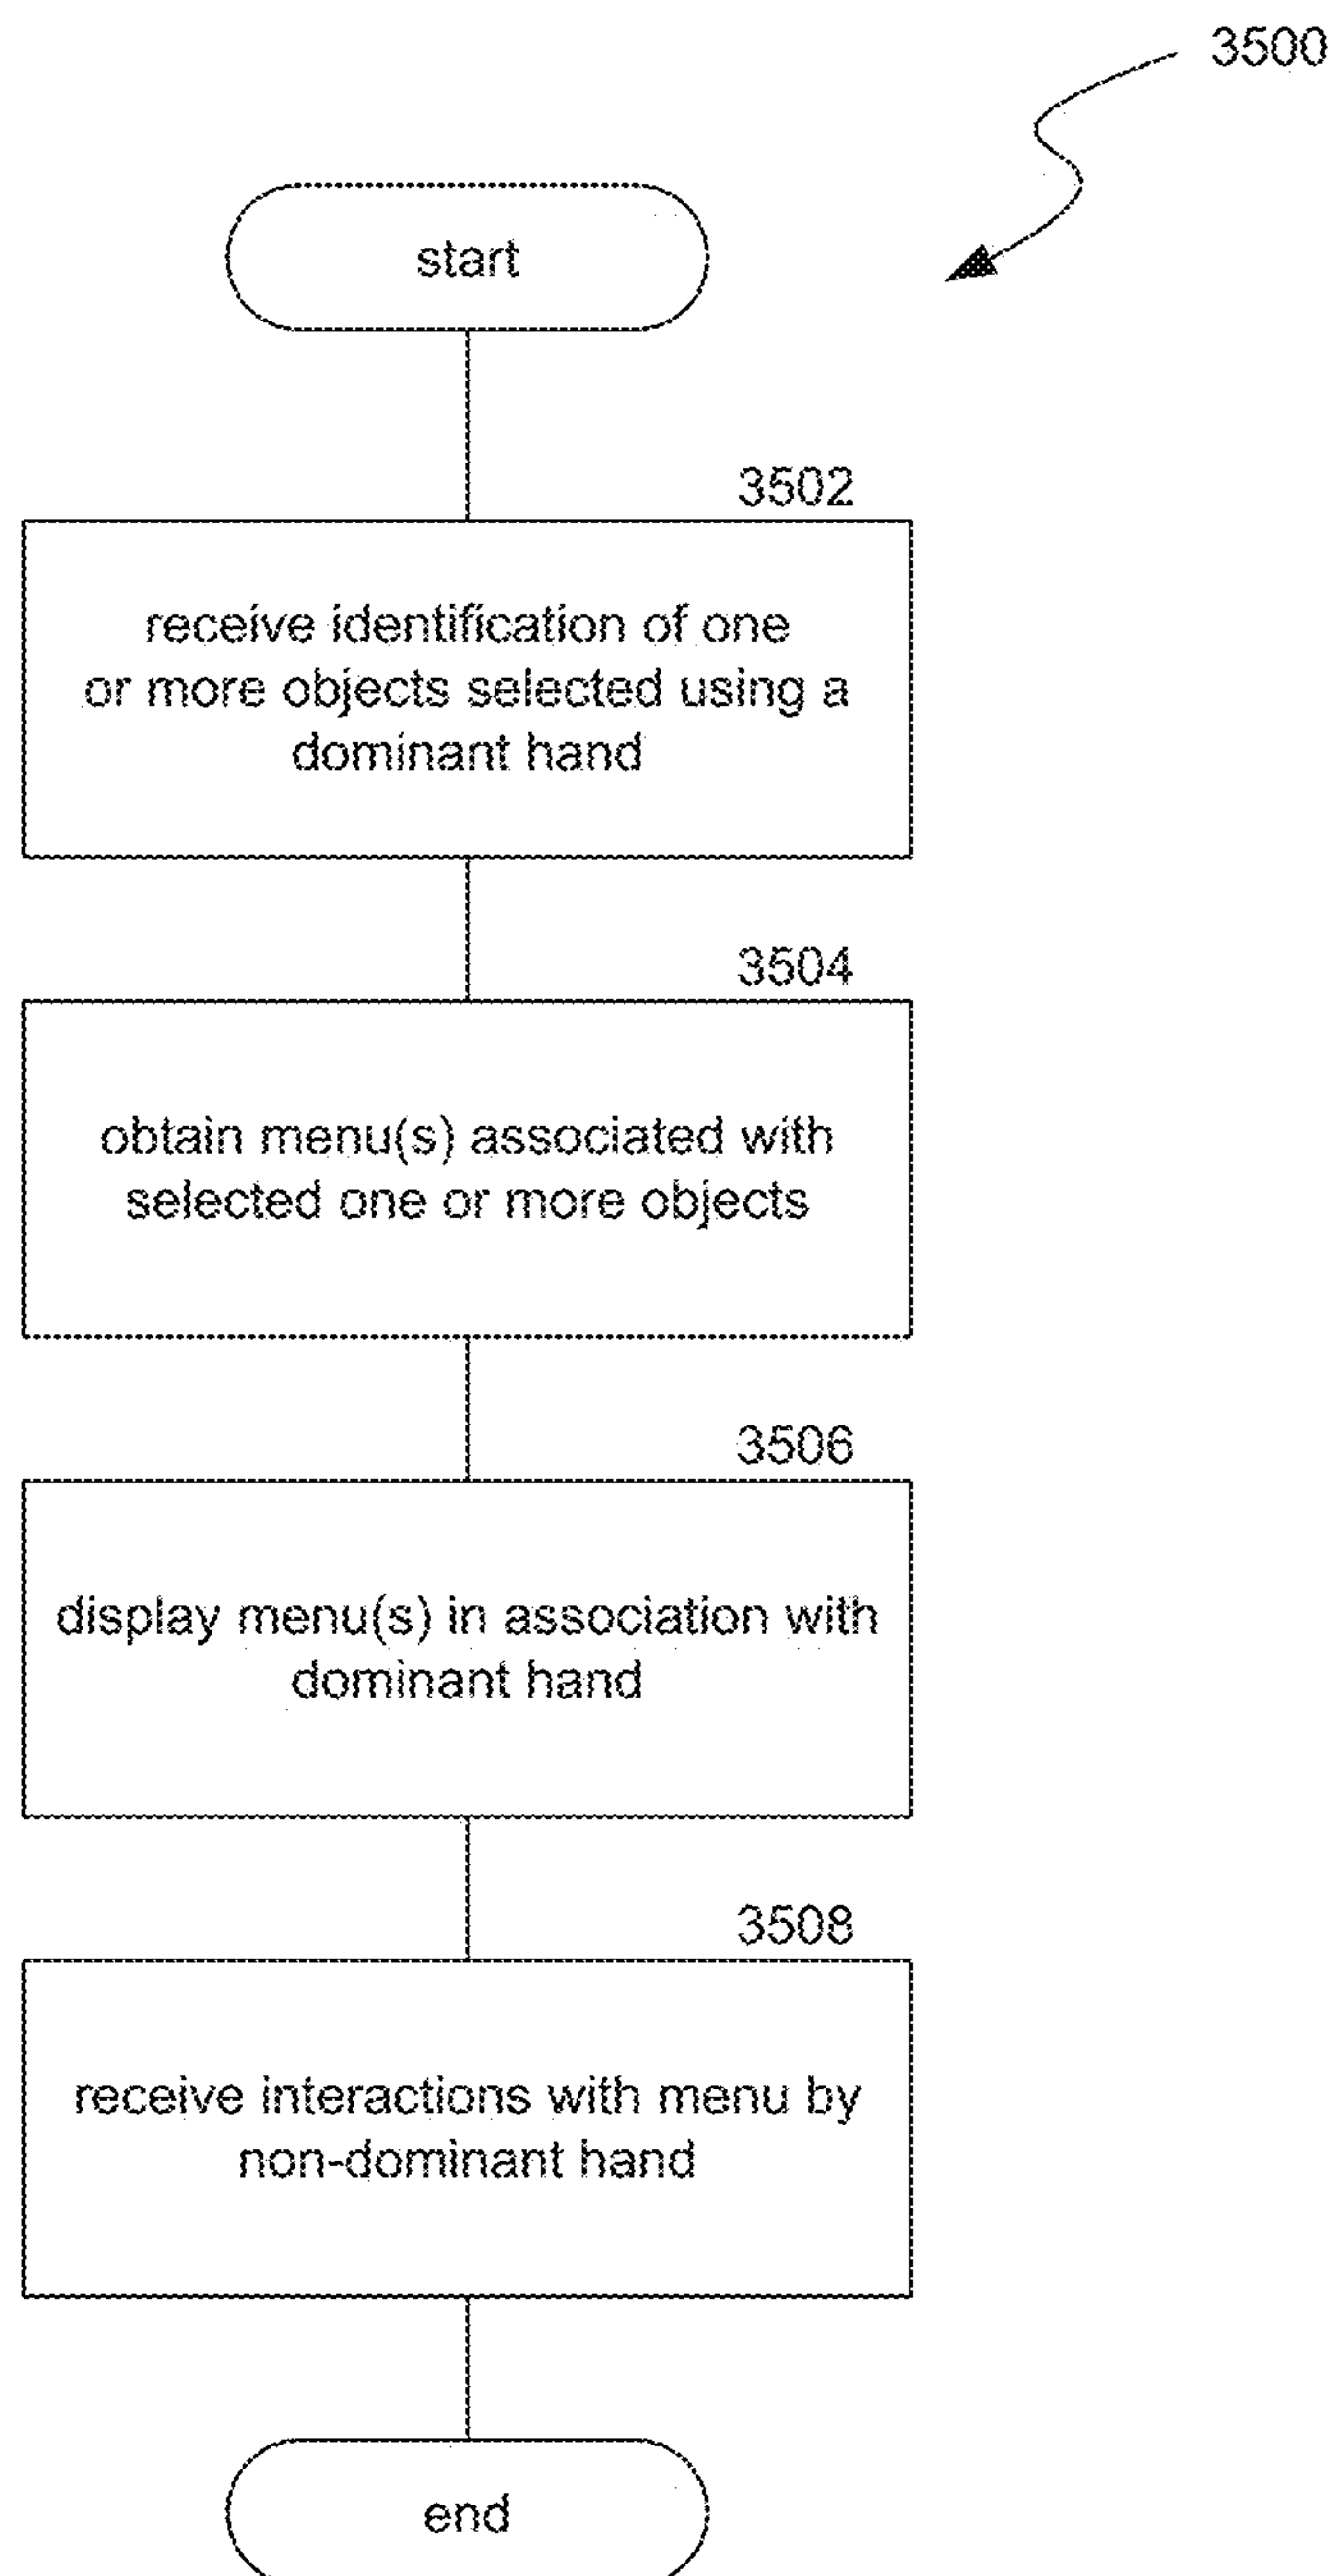 3500
start
3502
receive identification of one
or more objects selected using a
dominant hand
3504
obtain menu(s) associated with
selected one or more objects
3506
display menu(s) in association with
dominant hand
3508
receive interactions with menu by
non-dominant hand
end